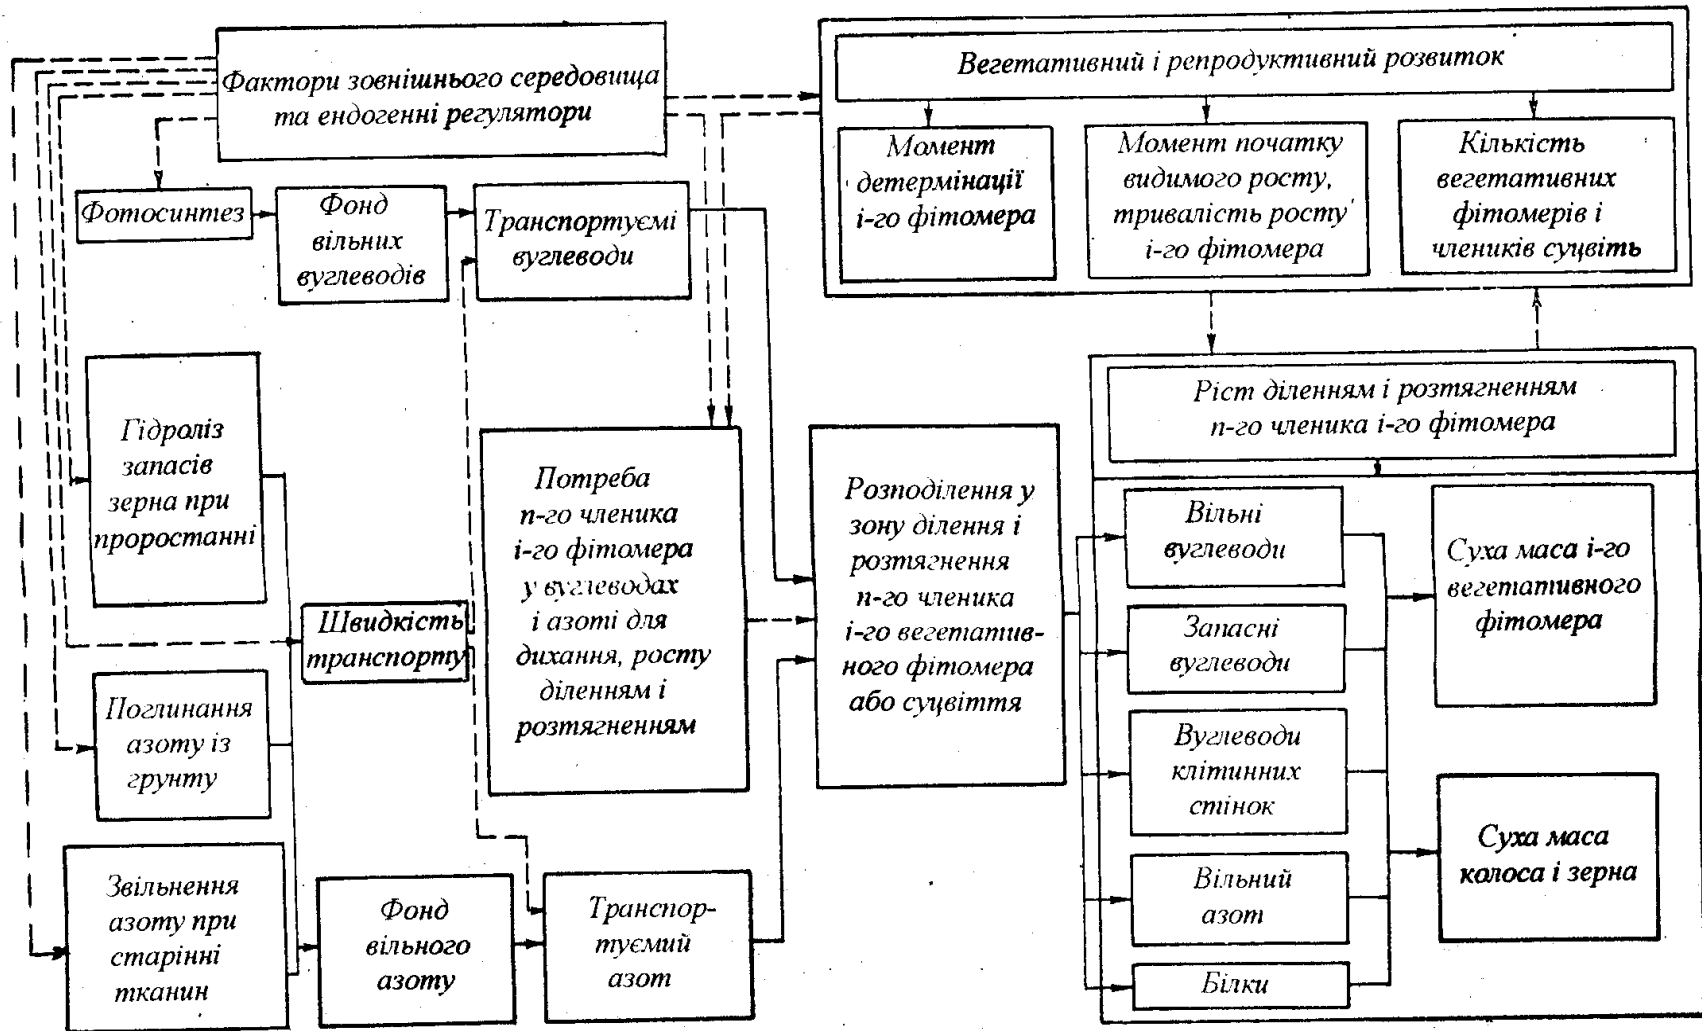 Фактори зовнішнього середовища
та ендогенні регулятори
Вегетативний і репродуктивний розвиток
Момент
детермінації
і-го фітомера
Момент початку
видимого росту,
тривалість росту
і-го фітомера
Кількість
вегетативних
фітомерів і
члеників суцвіть
Фотосинтез
Фонд
вільних
вуглеводів
Транспортуємі
вуглеводи
Ріст діленням і розтягненням
n-го членика і-го фітомера
Гідроліз
запасів
зерна при
проростанні
Швидкість
транспорту
Поглинання
азоту із
грунту
Звільнення
азоту при
старінні
тканин
Фонд
вільного
азоту
Транспор-
туємий
азот
Потреба
n-го членика
і-го фітомера
у вуглеводах
і азоті для
дихання, росту
діленням і
розтягненням
Розподілення у
зону ділення і
розтягнення
n-го членика
і-го вегетатив-
ного фітомера
або суцвіття
Вільні
вуглеводи
Запасні
вуглеводи
Вуглеводи
клітинних
стінок
Вільний
азот
Білки
Суха маса і-го
вегетативного
фітомера
Суха маса
колоса і зерна